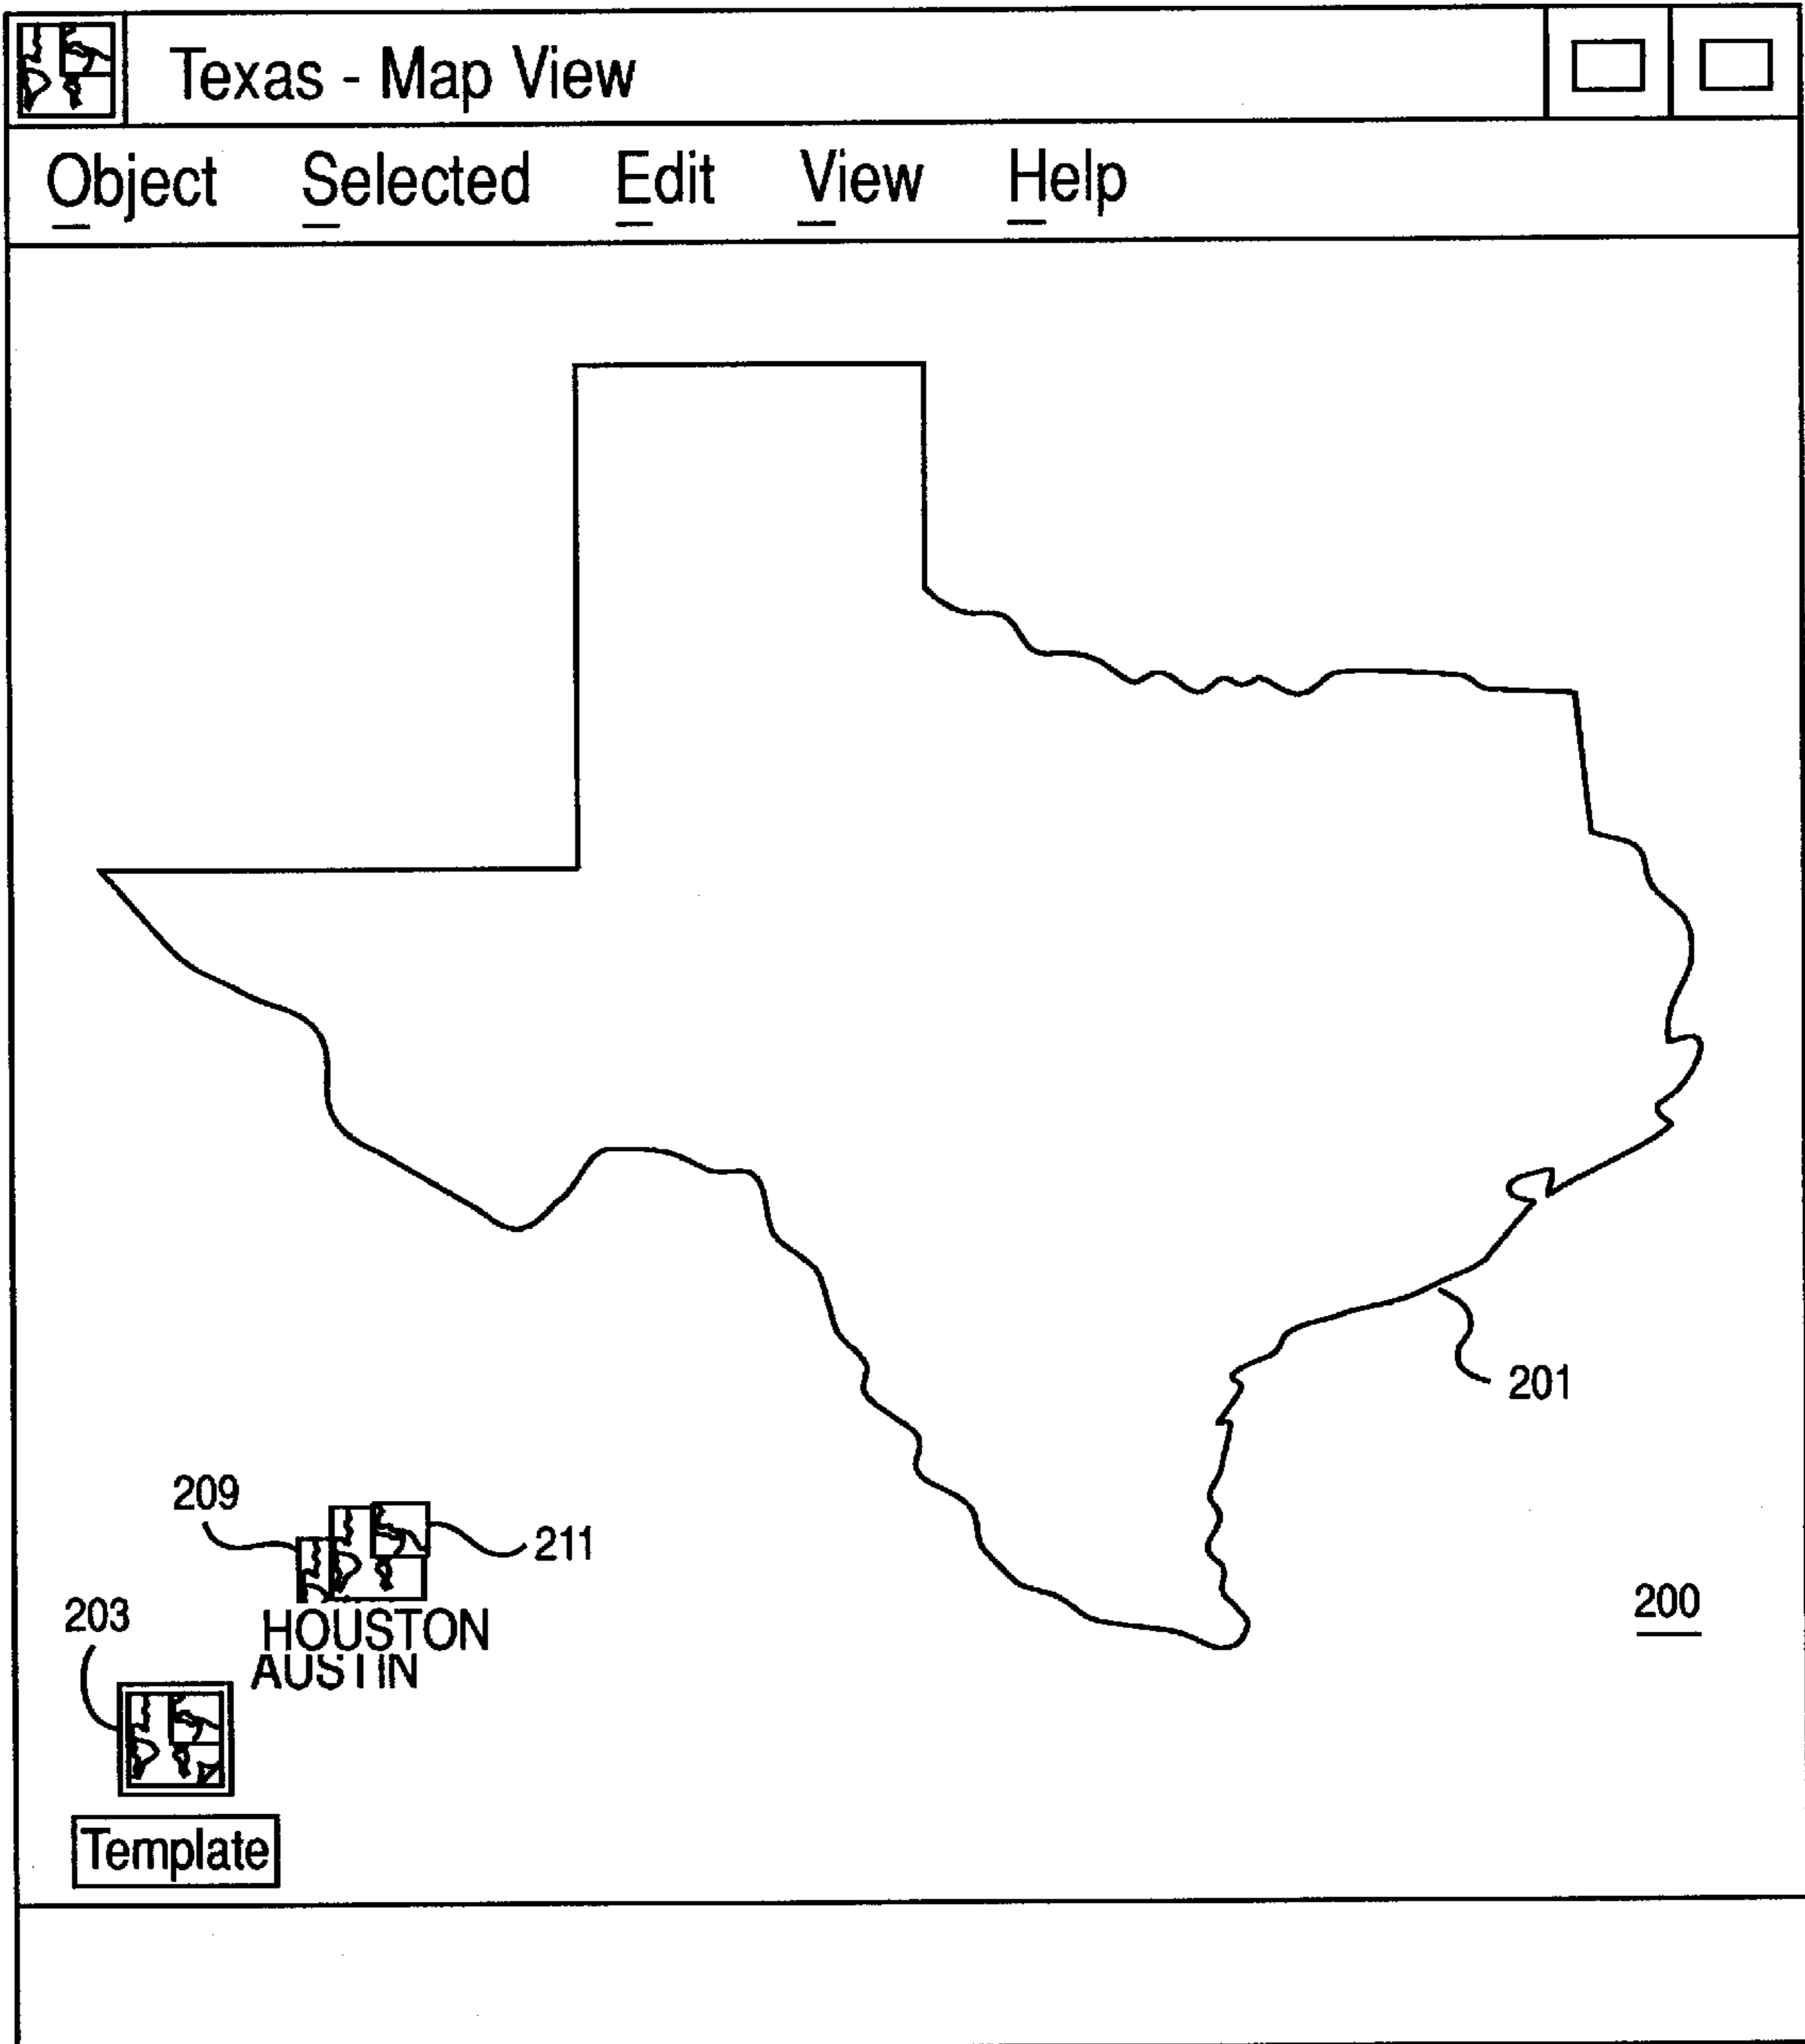 Texas - Map View
Object Selected Edit View Help
201
209
211
200
203
HOUSTON
AUSTIN
Template